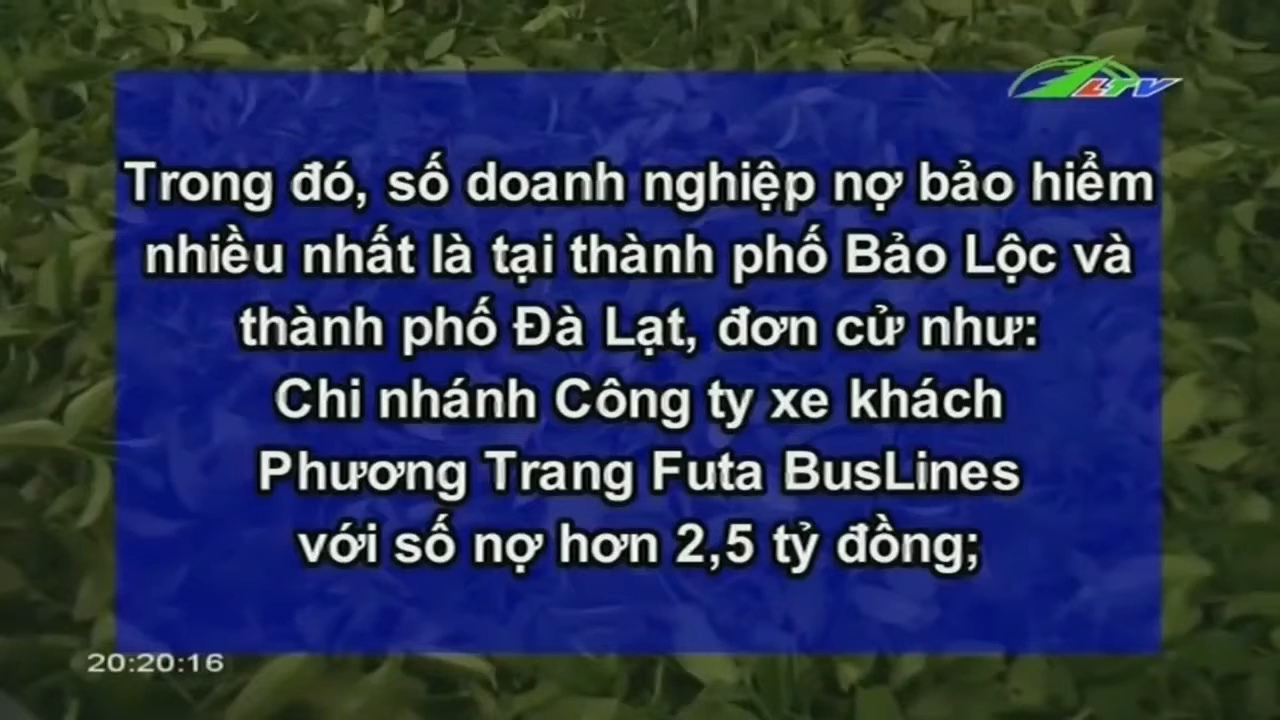 LTV
Trong đó, số doanh nghiệp nợ bảo hiểm
nhiều nhất là tại thành phố Bảo Lộc và
thành phố Đà Lạt, đơn cử như:
Chi nhánh Công ty xe khách
Phương Trang Futa BusLines
với số nợ hơn 2,5 tỷ đồng;
20:20:16